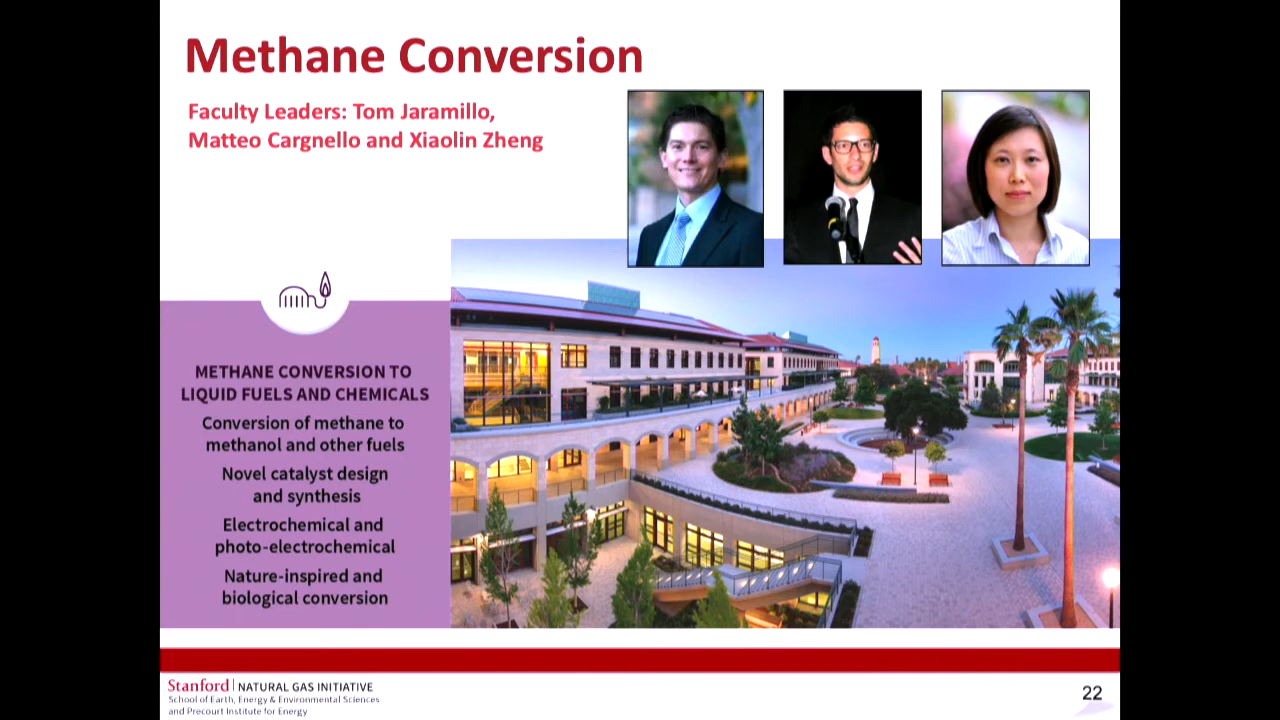 Methane Conversion
Faculty Leaders: Tom Jaramillo,
Matteo Cargnello and Xiaolin Zheng
METHANE CONVERSION TO
LIQUID FUELS AND CHEMICALS
Conversion of methane to
methanol and other fuels
Novel catalyst design
and synthesis
Electrochemical and
photo-electrochemical
Nature-inspired and
biological conversion
Stanford | NATURAL GAS INITIATIVE
School of Earth, Energy & Environmental Sciences
and Precourt Institute for Energy
22